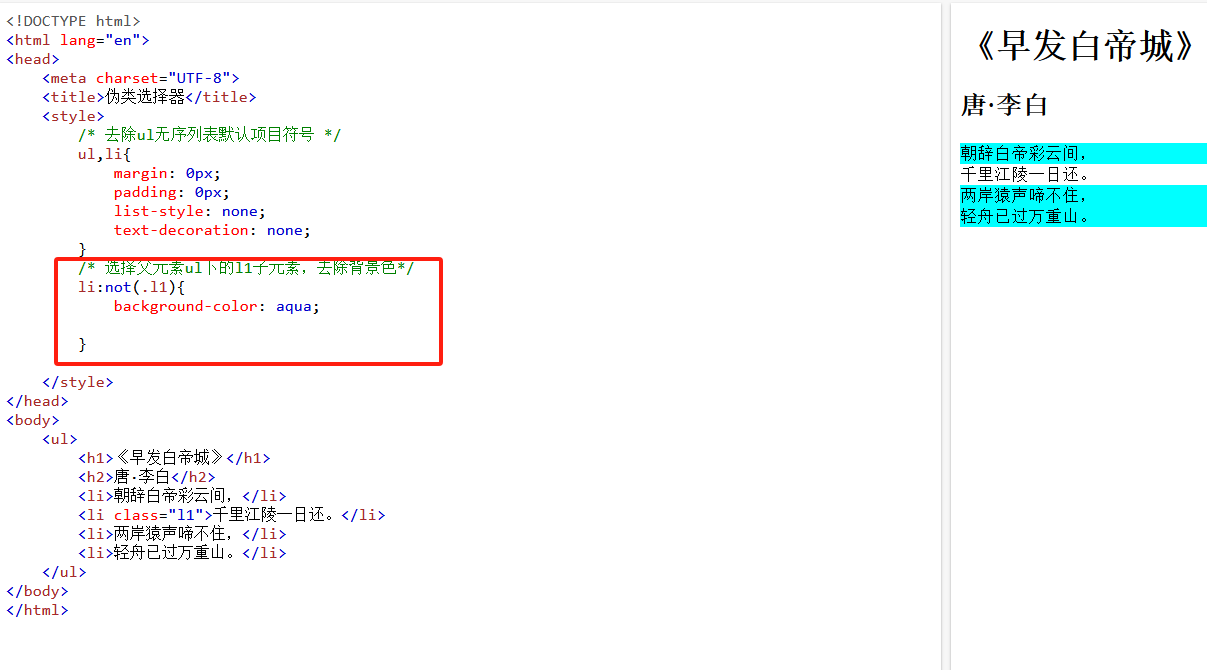 <!DOCTYPE html>
<html lang="en">
<head>
    <meta charset="UTF-8">
    <title>伪类选择器</title>
    <style>
        /* 去除ul无序列表默认项目符号 */
        ul,li{
            margin: 0px;
            padding: 0px;
            list-style: none;
            text-decoration: none;
        }
        /* 选择父元素ul下的l1子元素，去除背景色*/
        li:not(.l1){
            background-color: aqua;

        }

    </style>
</head>
<body>
    <ul>
        <h1>《早发白帝城》</h1>
        <h2>唐·李白</h2>
        <li>朝辞白帝彩云间，</li>
        <li class="l1">千里江陵一日还。</li>
        <li>两岸猿声啼不住，</li>
        <li>轻舟已过万重山。</li>
    </ul>
</body>
</html>
《早发白帝城》
唐·李白
朝辞白帝彩云间，
千里江陵一日还。
两岸猿声啼不住，
轻舟已过万重山。